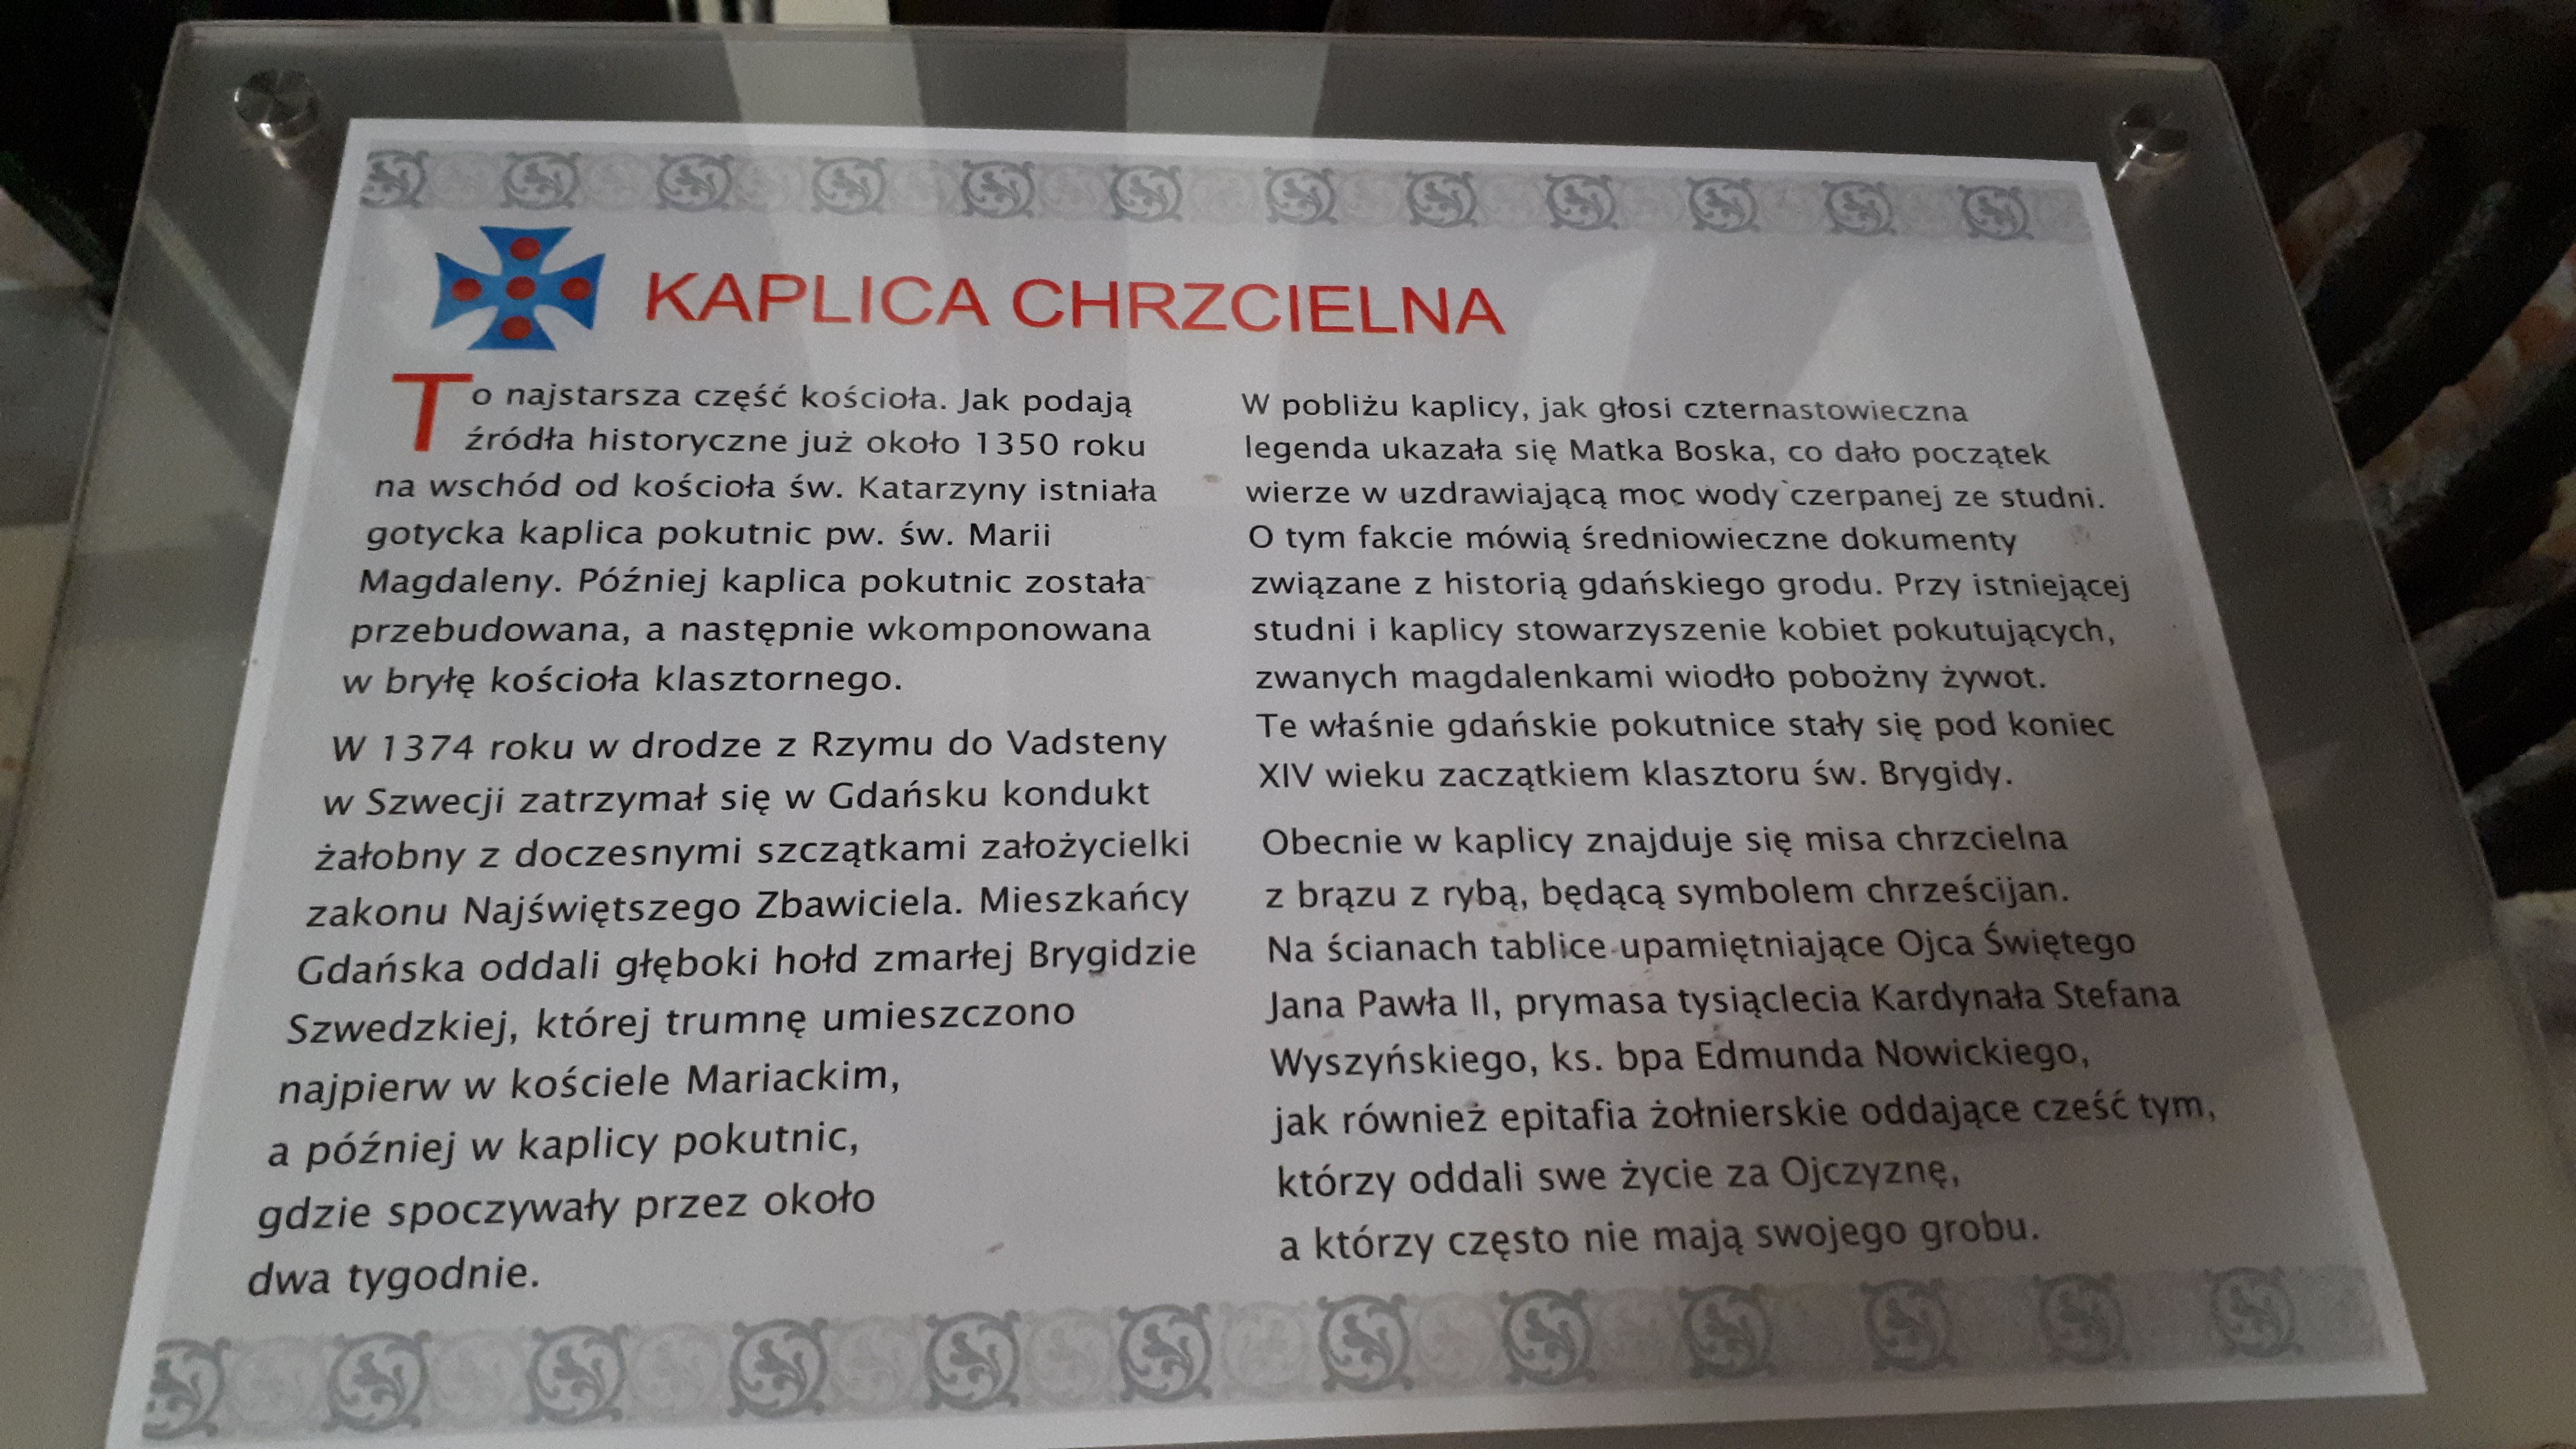 KAPLICA CHRZCIELNA
To najstarsza część kościoła. Jak podają
źródła historyczne już około 1350 roku
na wschód od kościoła św. Katarzyny istniała
gotycka kaplica pokutnic pw. św. Marii
Magdaleny. Później kaplica pokutnic została
przebudowana, a następnie wkomponowana
w bryłę kościoła klasztornego.
W 1374 roku w drodze z Rzymu do Vadsteny
w Szwecji zatrzymał się w Gdańsku kondukt
żałobny z doczesnymi szczątkami założycielki
zakonu Najświętszego Zbawiciela. Mieszkańcy
Gdańska oddali głęboki hołd zmarłej Brygidzie
Szwedzkiej, której trumnę umieszczono
najpierw w kościele Mariackim,
a później w kaplicy pokutnic,
gdzie spoczywały przez około
dwa tygodnie.
W pobliżu kaplicy, jak głosi czternastowieczna
legenda ukazała się Matka Boska, co dało początek
wierze w uzdrawiającą moc wody czerpanej ze studni.
O tym fakcie mówią średniowieczne dokumenty
związane z historią gdańskiego grodu. Przy istniejącej
studni i kaplicy stowarzyszenie kobiet pokutujących,
zwanych magdalenkami wiodło pobożny żywot.
Te właśnie gdańskie pokutnice stały się pod koniec
XIV wieku zaczątkiem klasztoru św. Brygidy.
Obecnie w kaplicy znajduje się misa chrzcielna
z brązu z rybą, będącą symbolem chrześcijan.
Na ścianach tablice upamiętniające Ojca Świętego
Jana Pawła II, prymasa tysiąclecia Kardynała Stefana
Wyszyńskiego, ks. bpa Edmunda Nowickiego,
jak również epitafia żołnierskie oddające cześć tym,
którzy oddali swe życie za Ojczyznę,
a którzy często nie mają swojego grobu.